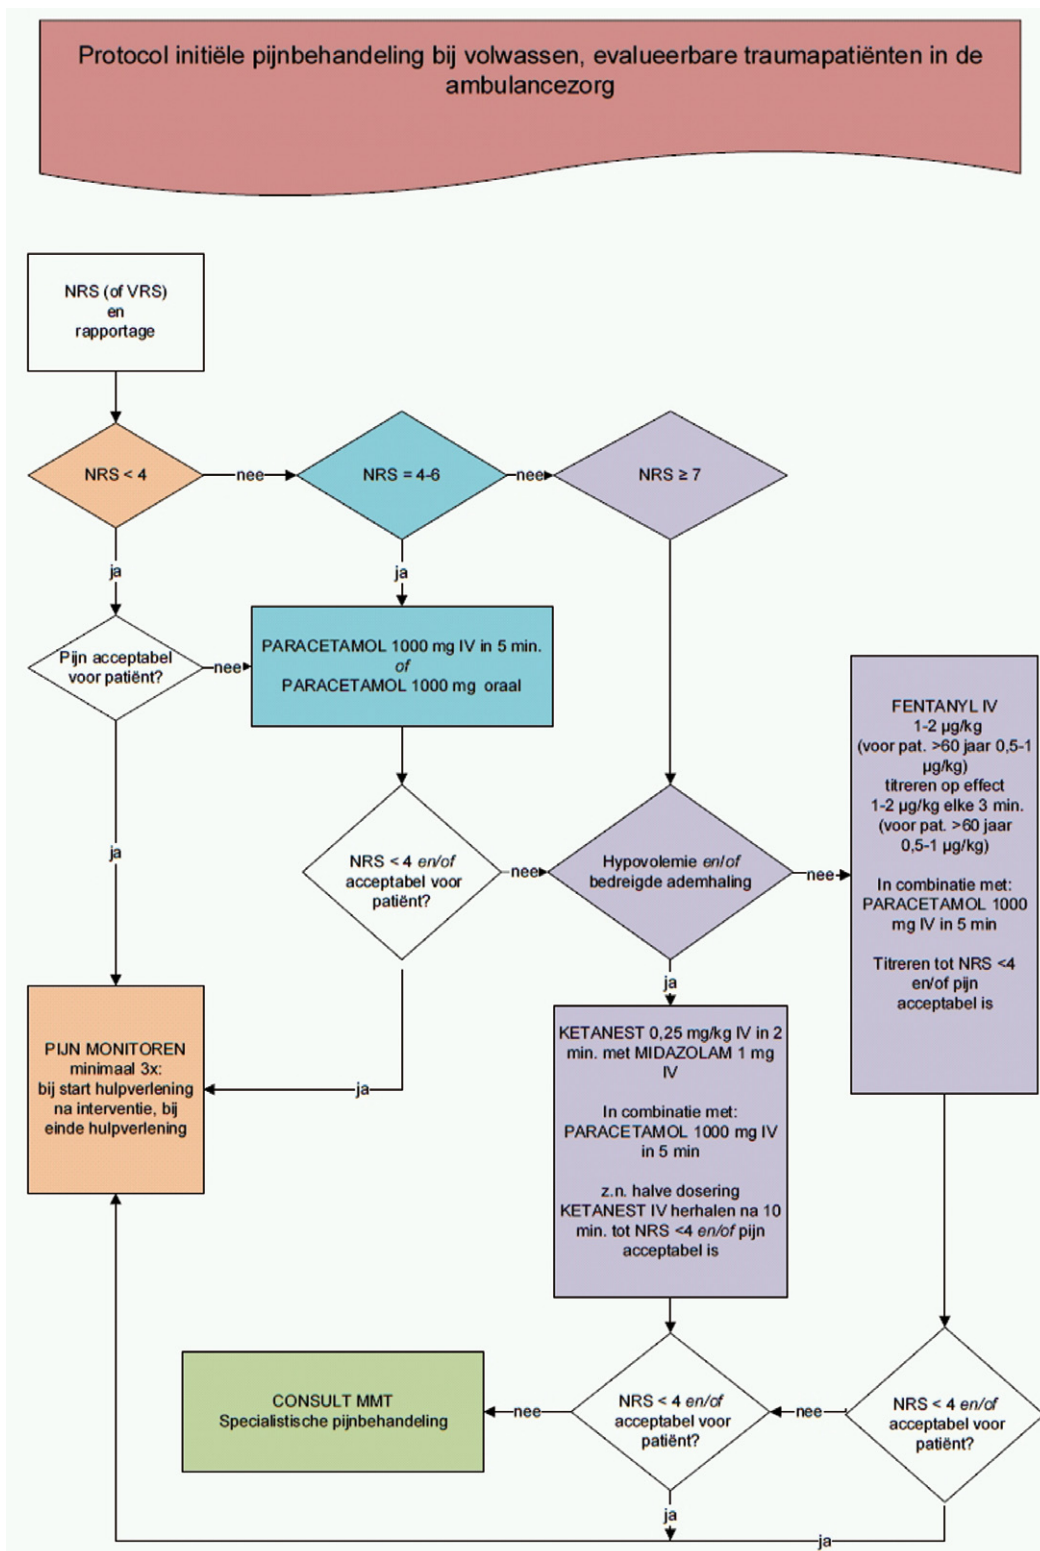 Protocol initiële pijnbehandeling bij volwassen, evalueerbare traumapatiënten in de
ambulancezorg
NRS (of VRS)
en
rapportage
NRS < 4
nee
NRS = 4-6
nee
NRS ≥ 7
ja
ja
Pijn acceptabel
voor patiënt?
nee
PARACETAMOL 1000 mg IV in 5 min.
of
PARACETAMOL 1000 mg oraal
FENTANYL IV
1-2 µg/kg
(voor pat. >60 jaar 0,5-1
µg/kg)
titreren op effect
1-2 µg/kg elke 3 min.
(voor pat. >60 jaar
0,5-1 µg/kg)
In combinatie met:
PARACETAMOL 1000
mg IV in 5 min
Titreren tot NRS <4
en/of pijn
acceptabel is
ja
NRS < 4 en/of
acceptabel voor
patiënt?
nee
Hypovolemie en/of
bedreigde ademhaling
nee
ja
ja
PIJN MONITOREN
minimaal 3x:
bij start hulpverlening
na interventie, bij
einde hulpverlening
KETANEST 0,25 mg/kg IV in 2
min. met MIDAZOLAM 1 mg
IV
In combinatie met:
PARACETAMOL 1000 mg IV
in 5 min
z.n. halve dosering
KETANEST IV herhalen na 10
min. tot NRS <4 en/of pijn
acceptabel is
CONSULT MMT
Specialistische pijnbehandeling
nee
NRS < 4 en/of
acceptabel voor
patiënt?
nee
NRS < 4 en/of
acceptabel voor
patiënt?
ja
ja